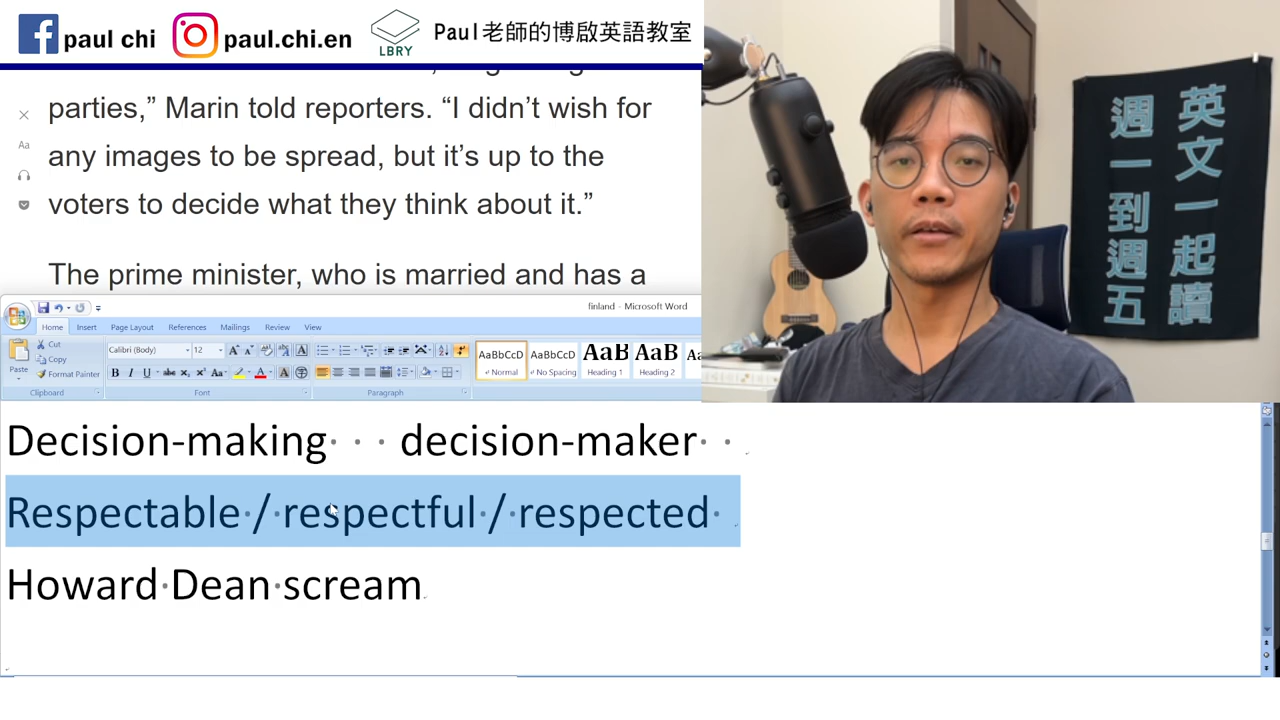 paul chi
paul.chi.en
LBRY
Paul老師的博啟英語教室
parties,” Marin told reporters. “I didn’t wish for
any images to be spread, but it’s up to the
voters to decide what they think about it.”
The prime minister, who is married and has a
Aa
finland - Microsoft Word
Home Insert Page Layout References Mailings Review View
Cut
Copy
Format Painter
Paste
Calibri (Body) 12
AaBbCcD AaBbCcD AaB AaB Aa
Normal No Spacing Heading 1 Heading 2
Clipboard Font Paragraph
Decision-making decision-maker
Respectable / respectful / respected
Howard Dean scream
英文一起讀
週一到週五